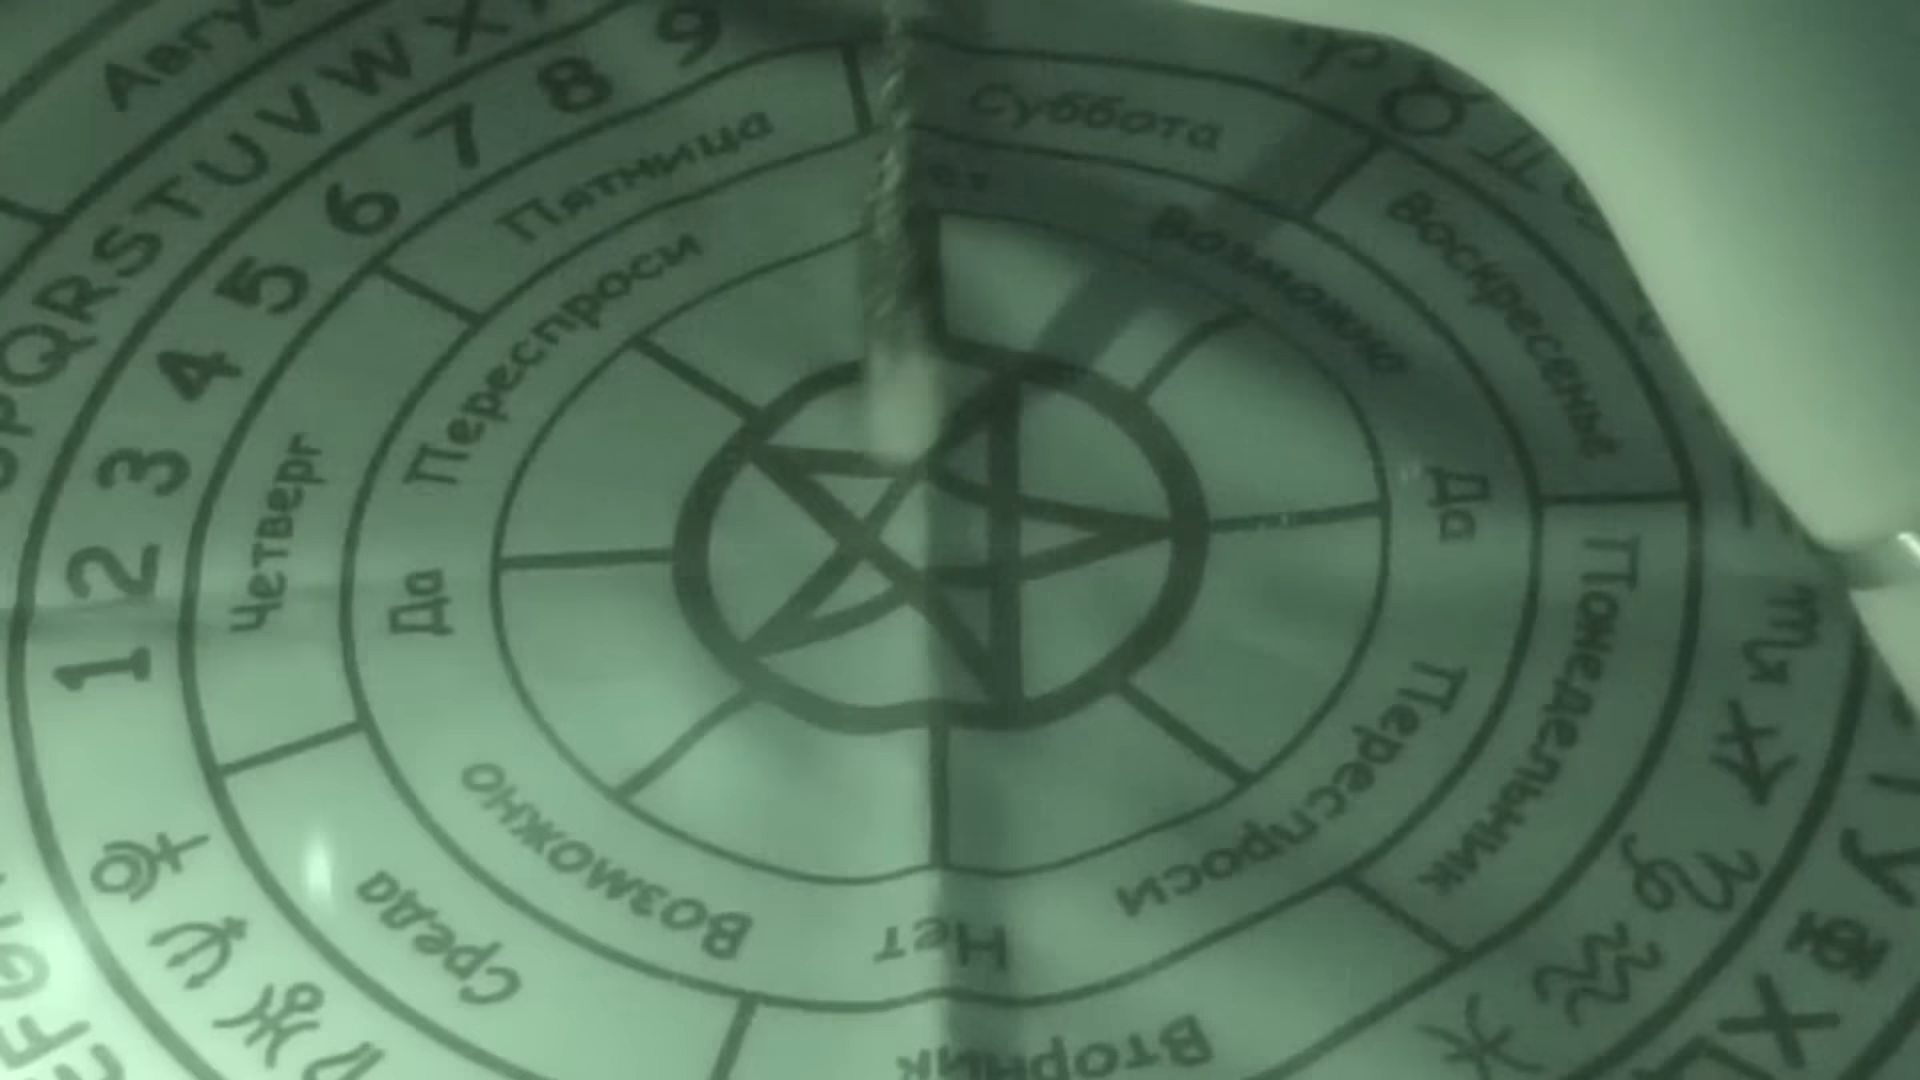 Август
PQRSTUVWX
1 2 3 4 5 6 7 8 9
Четверг
Пятница
Суббота
Воскресенье
Понедельник
Вторник
Среда
Да
Переспроси
Возможно
Да
Переспроси
Нет
Возможно
У Ф Х